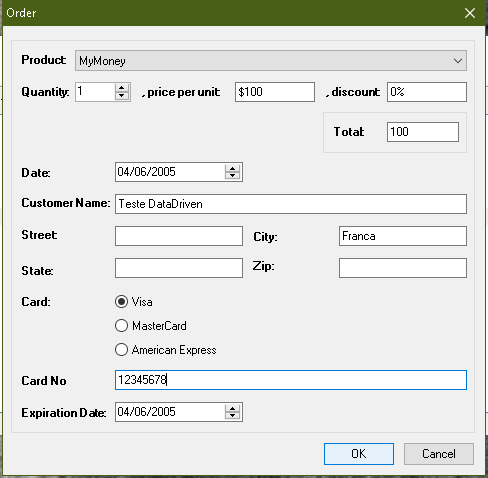 Order
Product: MyMoney
Quantity: 1 , price per unit: $100 , discount: 0%
Total: 100
Date: 04/06/2005
Customer Name: Teste DataDriven
Street: City: Franca
State: Zip:
Card: Visa
MasterCard
American Express
Card No 12345678
Expiration Date: 04/06/2005
OK Cancel